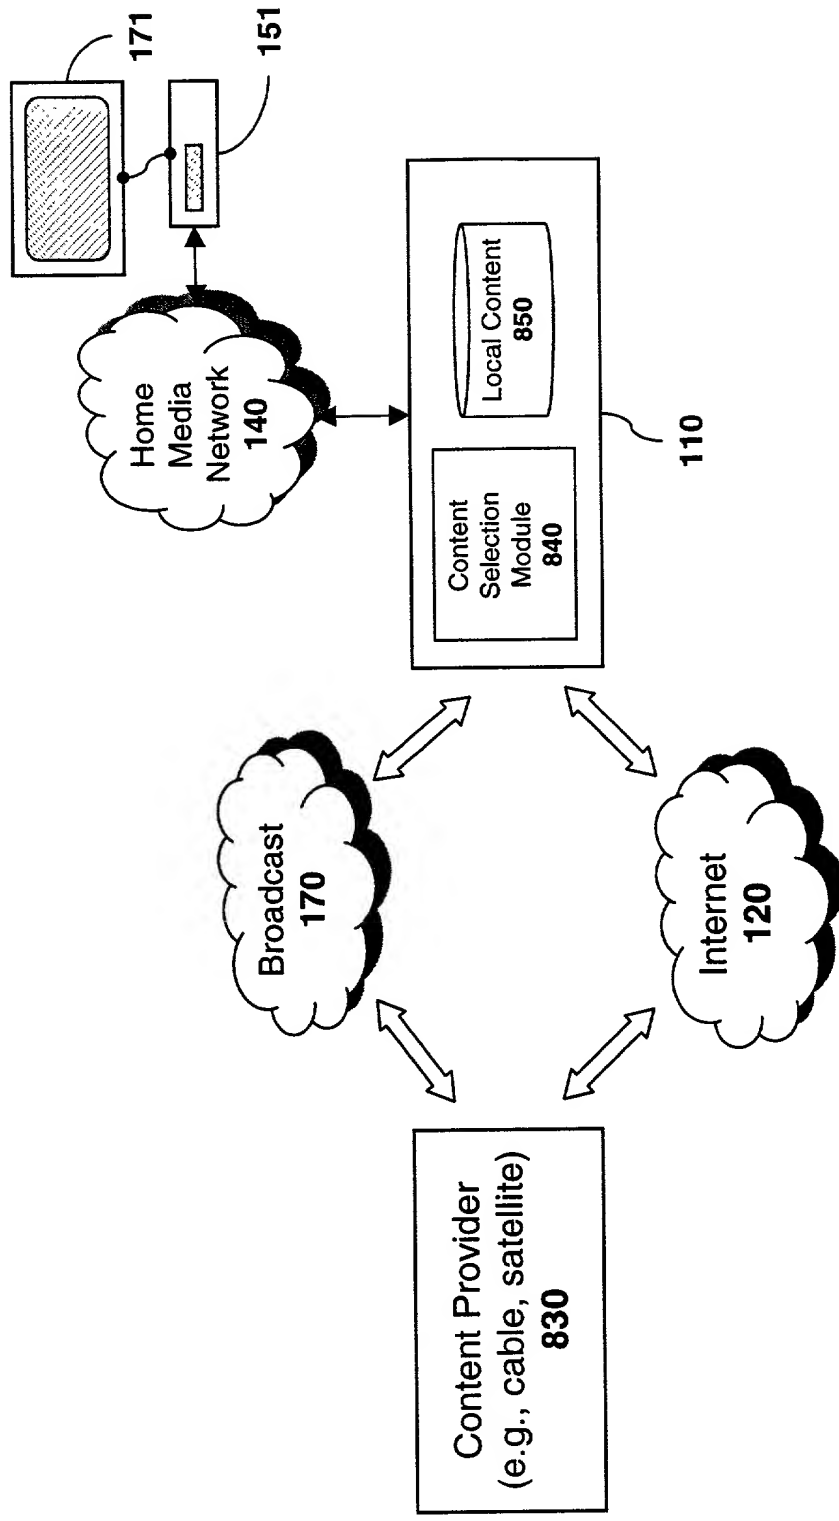 Content Provider
(e.g., cable, satellite)
830
Broadcast
170
Internet
120
Content
Selection
Module
840
Local Content
850
110
Home
Media
Network
140
171
151